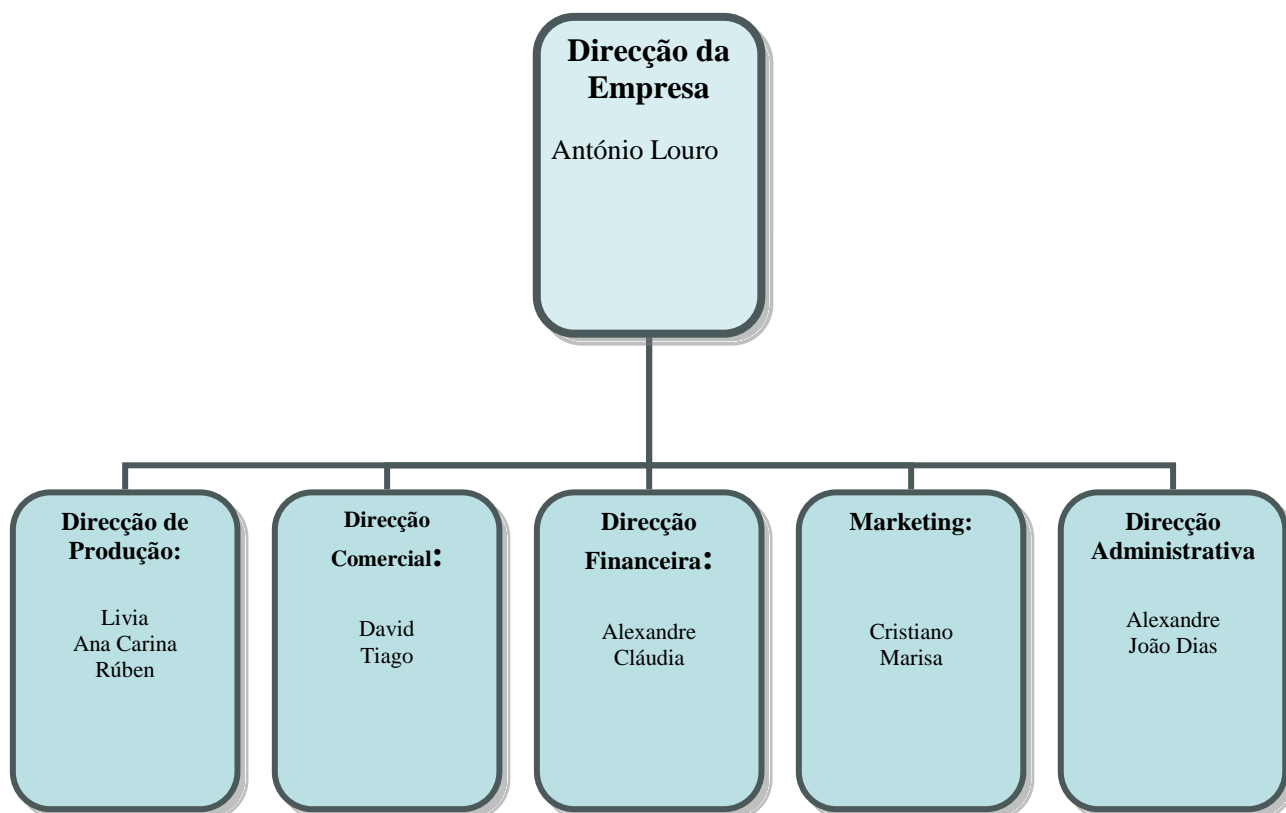 Direcção da
Empresa
António Louro
Direcção de
Produção:
Livia
Ana Carina
Rúben
Direcção
Comercial:
David
Tiago
Direcção
Financeira:
Alexandre
Cláudia
Marketing:
Cristiano
Marisa
Direcção
Administrativa
Alexandre
João Dias